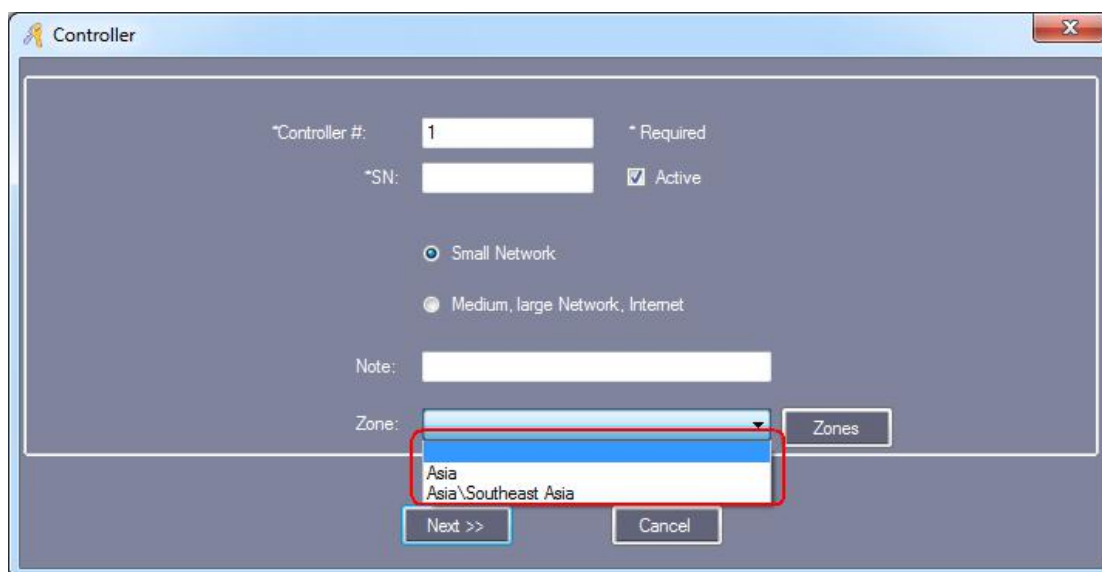 Controller
*Controller #: 1 * Required
*SN: Active
Small Network
Medium, large Network, Internet
Note:
Zone: Zones
Asia
Asia\Southeast Asia
Next >> Cancel